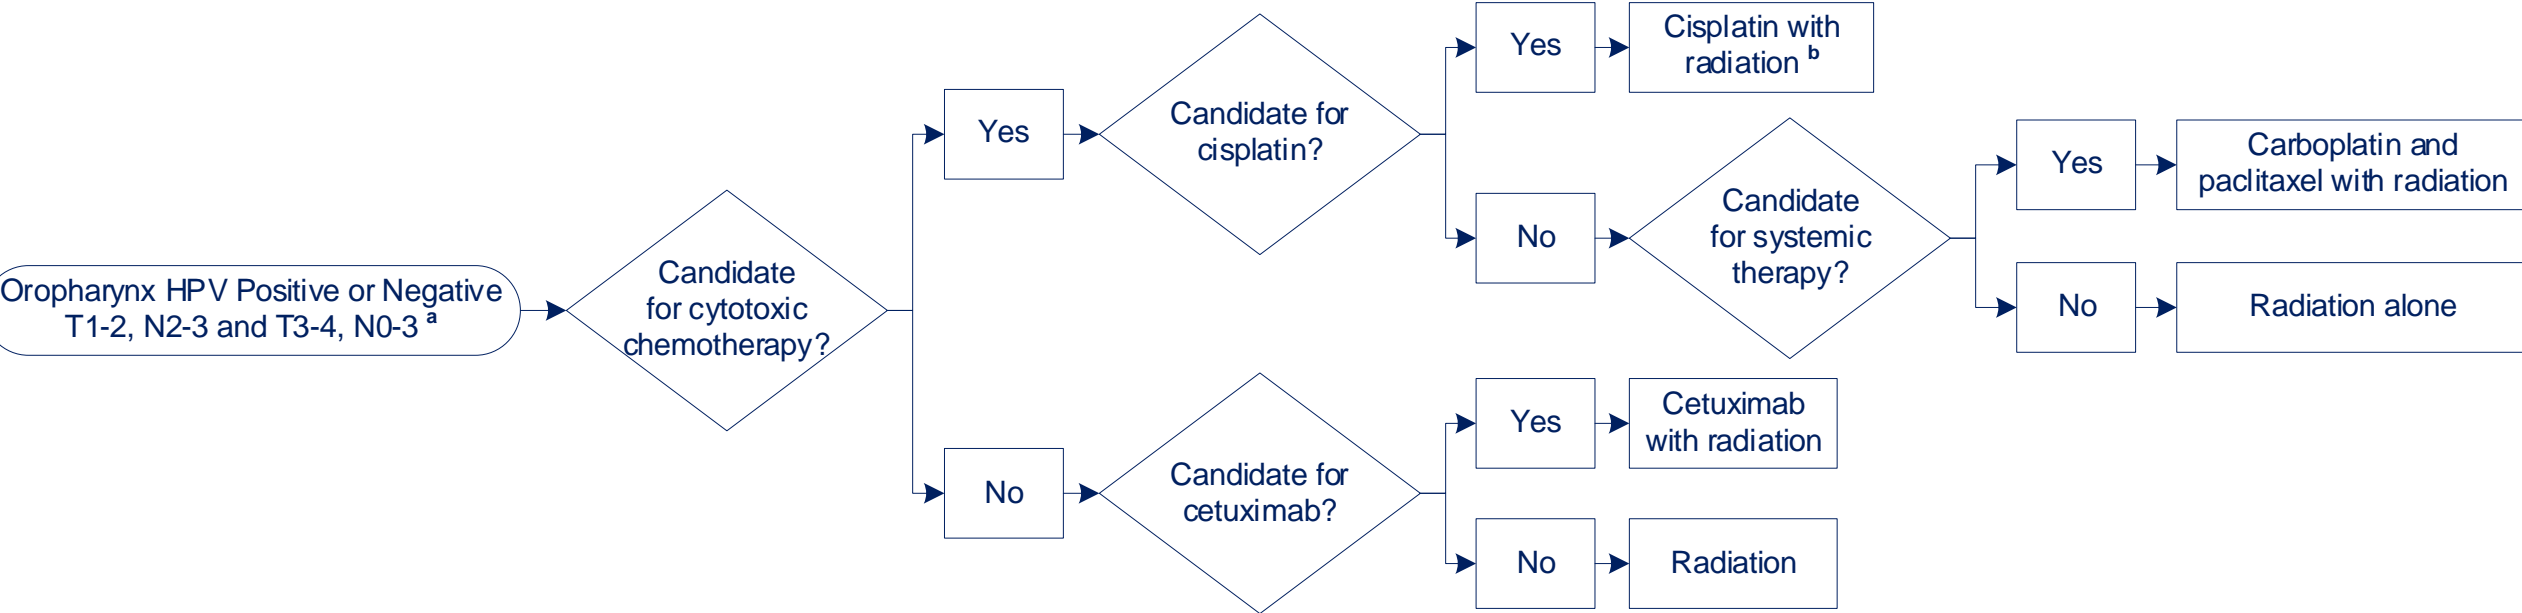 Oropharynx HPV Positive or Negative
T1-2, N2-3 and T3-4, N0-3 a
Candidate
for cytotoxic
chemotherapy?
Yes
Candidate for
cisplatin?
Yes
Cisplatin with
radiation b
No
Candidate
for systemic
therapy?
Yes
Carboplatin and
paclitaxel with radiation
No
Radiation alone
No
Candidate for
cetuximab?
Yes
Cetuximab
with radiation
No
Radiation